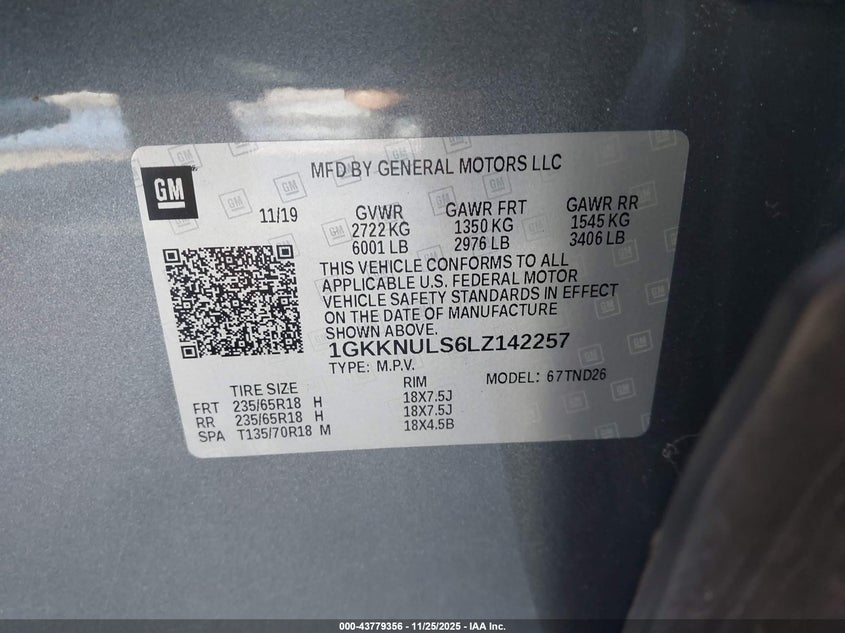 GM
MFD BY GENERAL MOTORS LLC
11/19 GVWR GAWR FRT GAWR RR
2722 KG 1350 KG 1545 KG
6001 LB 2976 LB 3406 LB
THIS VEHICLE CONFORMS TO ALL
APPLICABLE U.S. FEDERAL MOTOR
VEHICLE SAFETY STANDARDS IN EFFECT
ON THE DATE OF MANUFACTURE
SHOWN ABOVE.
1GKKNULS6LZ142257
TYPE: M.P.V. MODEL: 67TND26
TIRE SIZE RIM
FRT 235/65R18 H 18X7.5J
RR 235/65R18 H 18X7.5J
SPA T135/70R18 M 18X4.5B
000-43779356 - 11/25/2025 - IAA Inc.